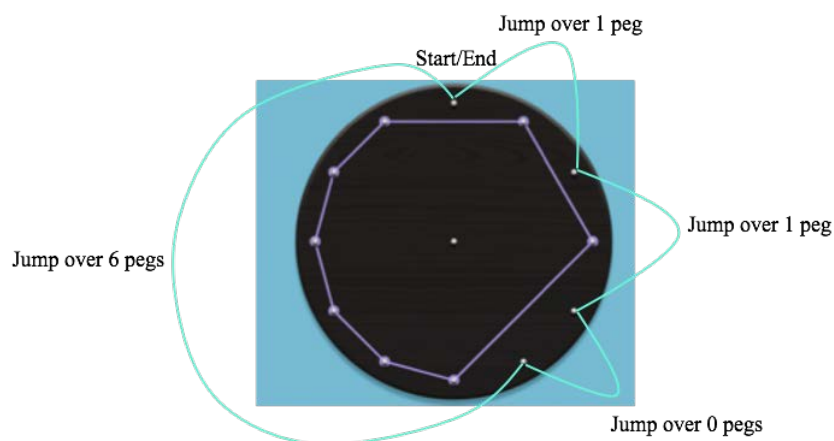 Jump over 1 peg
Start/End
Jump over 1 peg
Jump over 6 pegs
Jump over 0 pegs